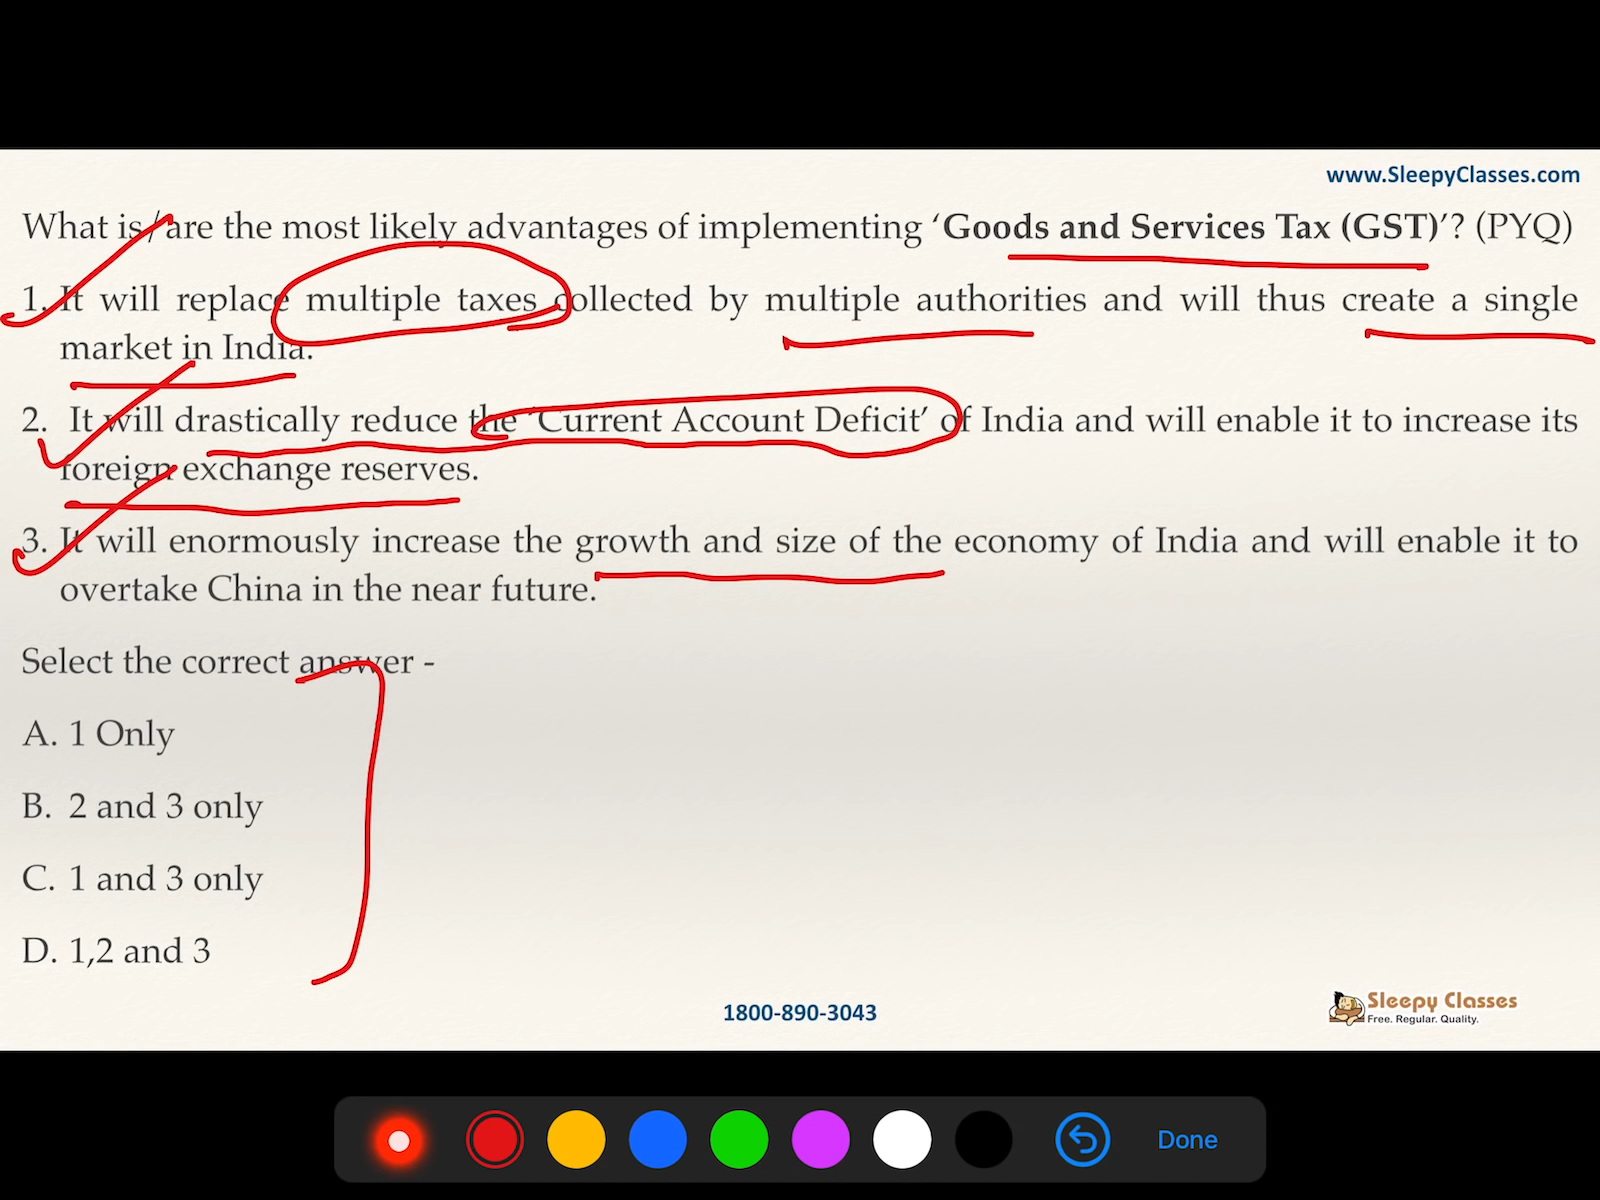 www.SleepyClasses.com
What is/are the most likely advantages of implementing ‘Goods and Services Tax (GST)’? (PYQ)
1. It will replace multiple taxes collected by multiple authorities and will thus create a single
market in India.
2. It will drastically reduce the ‘Current Account Deficit’ of India and will enable it to increase its
foreign exchange reserves.
3. It will enormously increase the growth and size of the economy of India and will enable it to
overtake China in the near future.
Select the correct answer -
A. 1 Only
B. 2 and 3 only
C. 1 and 3 only
D. 1,2 and 3
1800-890-3043
Sleepy Classes
Free. Regular. Quality.
Done